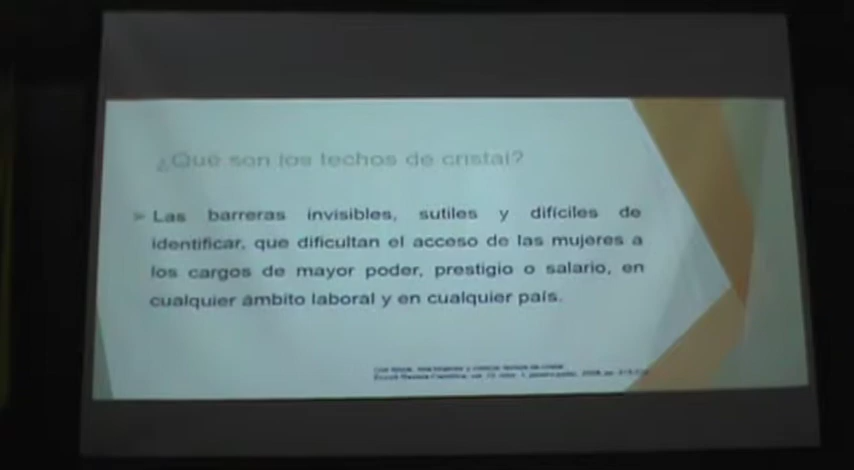 ¿Qué son los techos de cristal?
➢ Las barreras invisibles, sutiles y difíciles de
identificar, que dificultan el acceso de las mujeres a
los cargos de mayor poder, prestigio o salario, en
cualquier ámbito laboral y en cualquier país.